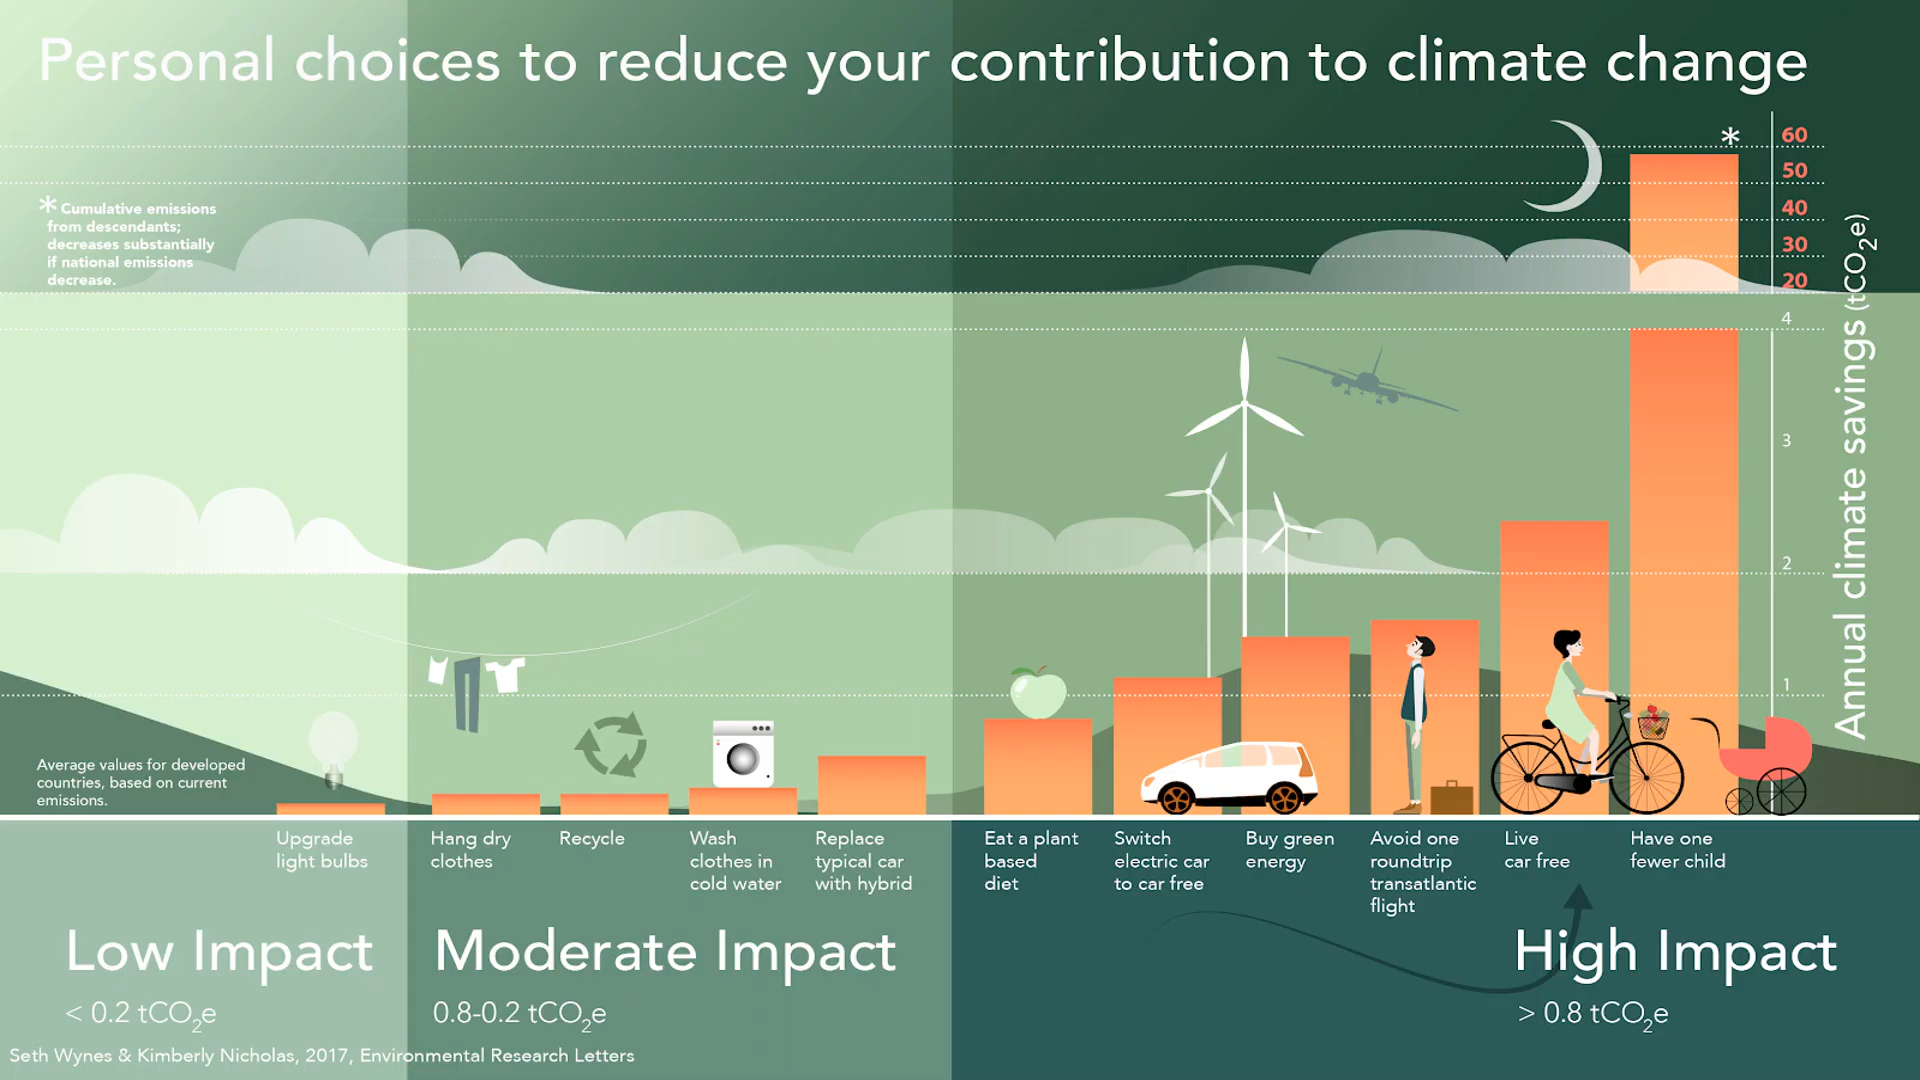 Personal choices to reduce your contribution to climate change
* Cumulative emissions
from descendants;
decreases substantially
if national emissions
decrease.
*
60
50
40
30
20
4
3
2
1
Annual climate savings (tCO₂e)
Average values for developed
countries, based on current
emissions.
Upgrade
light bulbs
Hang dry
clothes
Recycle
Wash
clothes in
cold water
Replace
typical car
with hybrid
Eat a plant
based
diet
Switch
electric car
to car free
Buy green
energy
Avoid one
roundtrip
transatlantic
flight
Live
car free
Have one
fewer child
Low Impact
< 0.2 tCO₂e
Moderate Impact
0.8-0.2 tCO₂e
High Impact
> 0.8 tCO₂e
Seth Wynes & Kimberly Nicholas, 2017, Environmental Research Letters